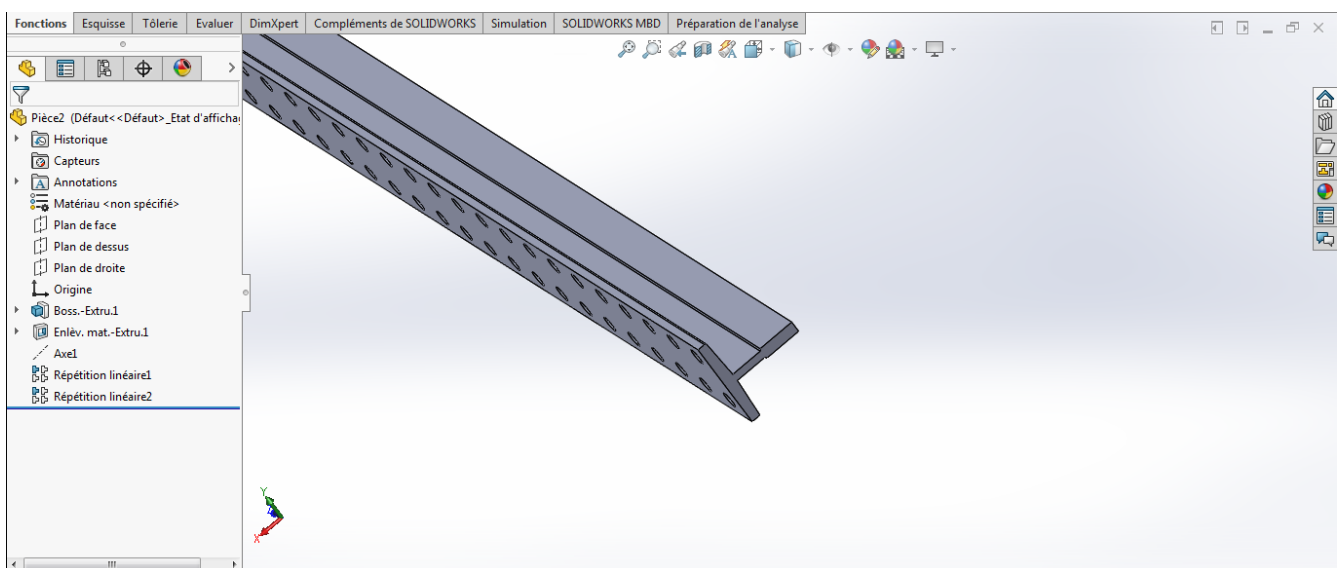 Fonctions Esquisse Tôlerie Evaluer DimXpert Compléments de SOLIDWORKS Simulation SOLIDWORKS MBD Préparation de l'analyse
Pièce2 (Défaut<<Défaut>_Etat d'afficha
Historique
Capteurs
Annotations
Matériau <non spécifié>
Plan de face
Plan de dessus
Plan de droite
Origine
Boss.-Extru.1
Enlèv. mat.-Extru.1
Axe1
Répétition linéaire1
Répétition linéaire2
Y
X